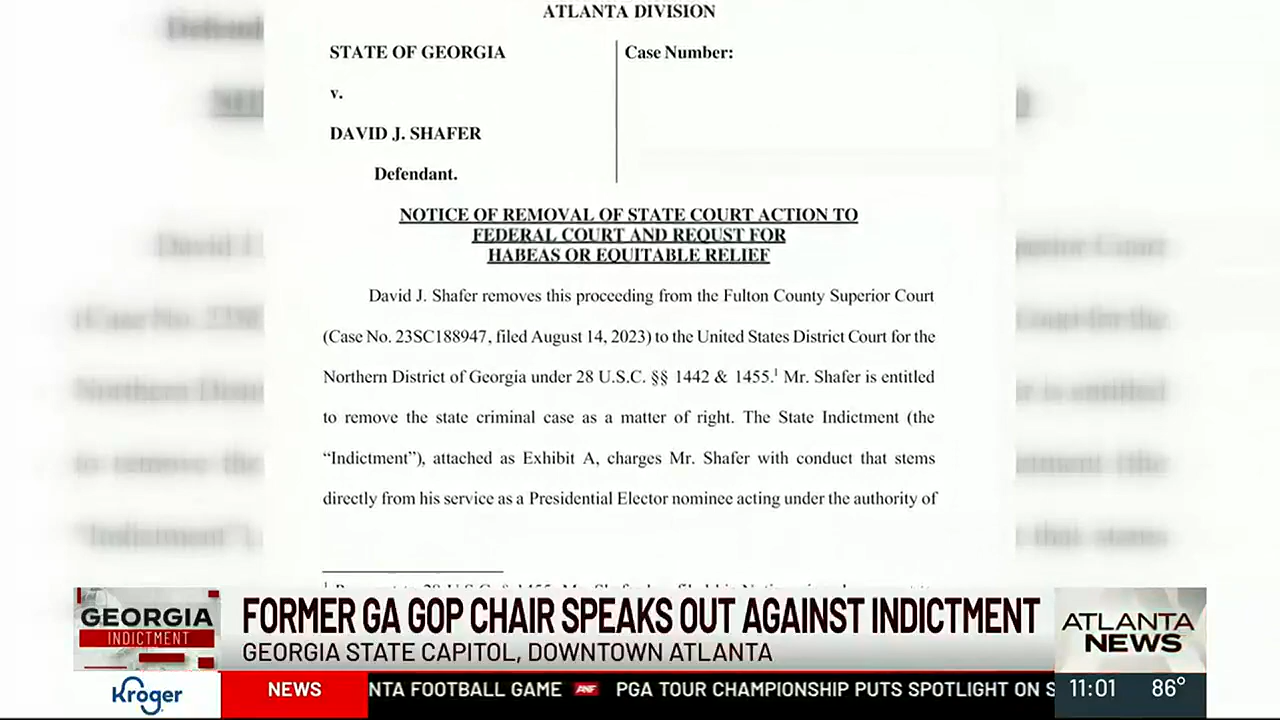 ATLANTA DIVISION
STATE OF GEORGIA
v.
DAVID J. SHAFER
Defendant.
Case Number:
NOTICE OF REMOVAL OF STATE COURT ACTION TO
FEDERAL COURT AND REQUST FOR
HABEAS OR EQUITABLE RELIEF
David J. Shafer removes this proceeding from the Fulton County Superior Court
(Case No. 23SC188947, filed August 14, 2023) to the United States District Court for the
Northern District of Georgia under 28 U.S.C. §§ 1442 & 1455.¹ Mr. Shafer is entitled
to remove the state criminal case as a matter of right. The State Indictment (the
“Indictment”), attached as Exhibit A, charges Mr. Shafer with conduct that stems
directly from his service as a Presidential Elector nominee acting under the authority of
GEORGIA
INDICTMENT
FORMER GA GOP CHAIR SPEAKS OUT AGAINST INDICTMENT
GEORGIA STATE CAPITOL, DOWNTOWN ATLANTA
ATLANTA
NEWS
Kroger
NEWS
NTA FOOTBALL GAME ANF PGA TOUR CHAMPIONSHIP PUTS SPOTLIGHT ON S
11:01 86°